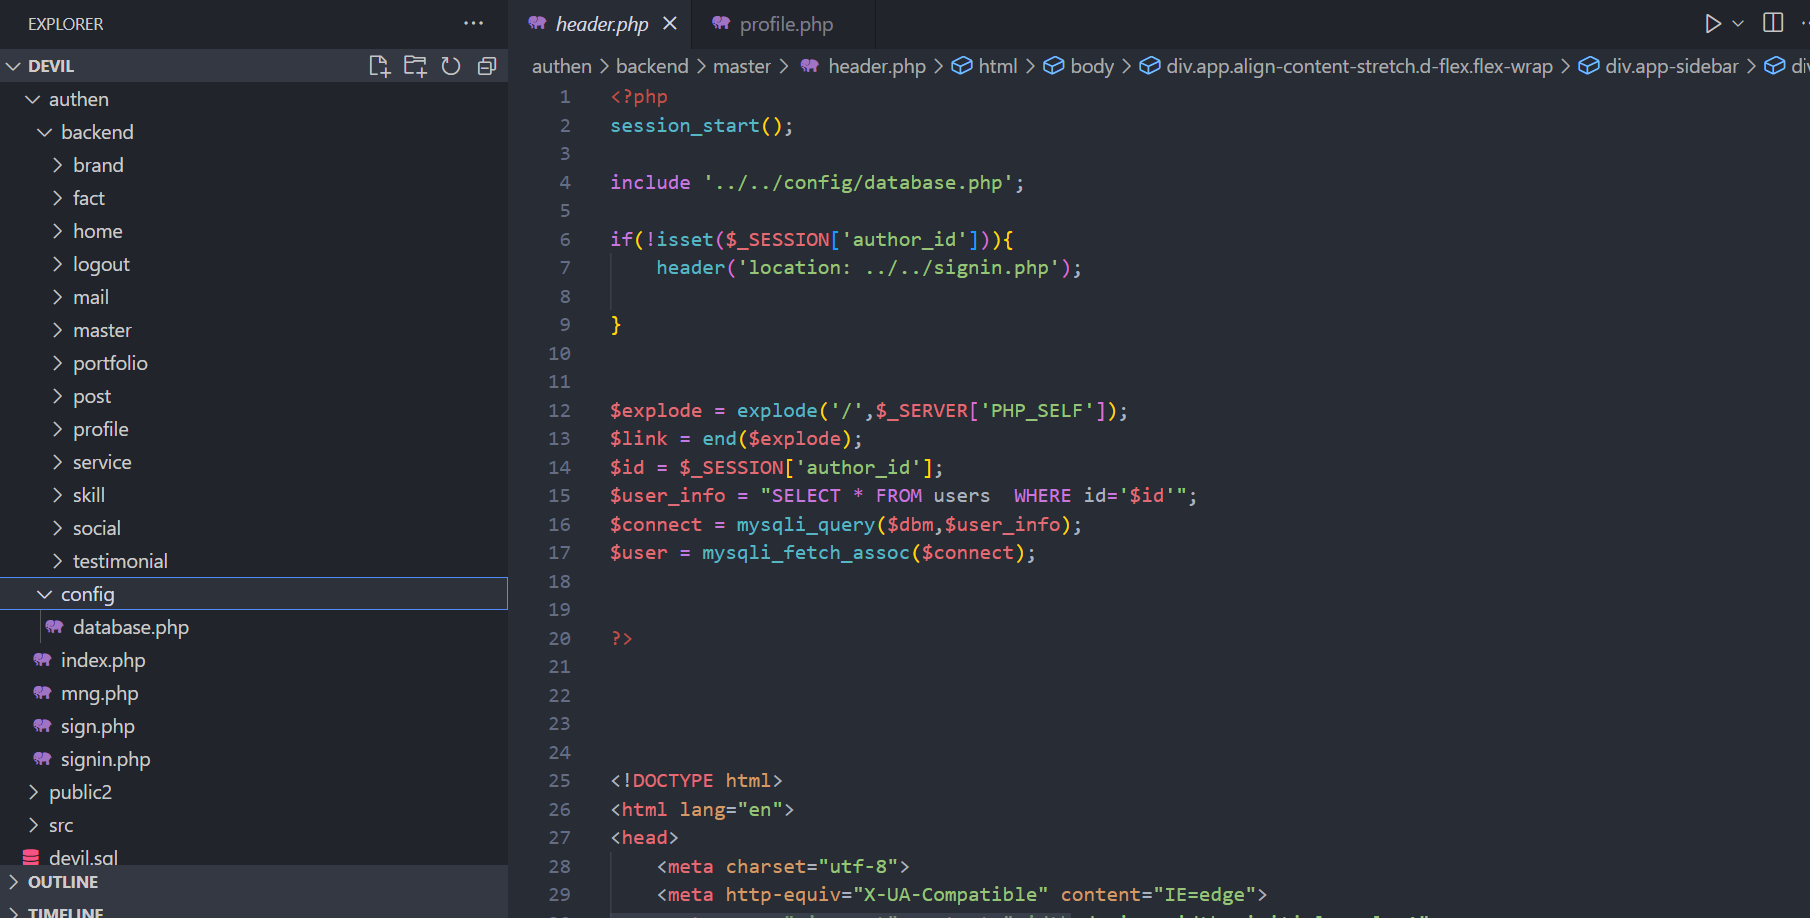 EXPLORER
DEVIL
authen
backend
brand
fact
home
logout
mail
master
portfolio
post
profile
service
skill
social
testimonial
config
database.php
index.php
mng.php
sign.php
signin.php
public2
src
devil.sql
OUTLINE
TIMELINE
header.php
profile.php
authen > backend > master > header.php > html > body > div.app.align-content-stretch.d-flex.flex-wrap > div.app-sidebar >
1 <?php
2 session_start();
3
4 include '../../config/database.php';
5
6 if(!isset($_SESSION['author_id'])){
7 header('location: ../../signin.php');
8
9 }
10
11
12 $explode = explode('/',$_SERVER['PHP_SELF']);
13 $link = end($explode);
14 $id = $_SESSION['author_id'];
15 $user_info = "SELECT * FROM users  WHERE id='$id'";
16 $connect = mysqli_query($dbm,$user_info);
17 $user = mysqli_fetch_assoc($connect);
18
19
20 ?>
21
22
23
24
25 <!DOCTYPE html>
26 <html lang="en">
27 <head>
28 <meta charset="utf-8">
29 <meta http-equiv="X-UA-Compatible" content="IE=edge">